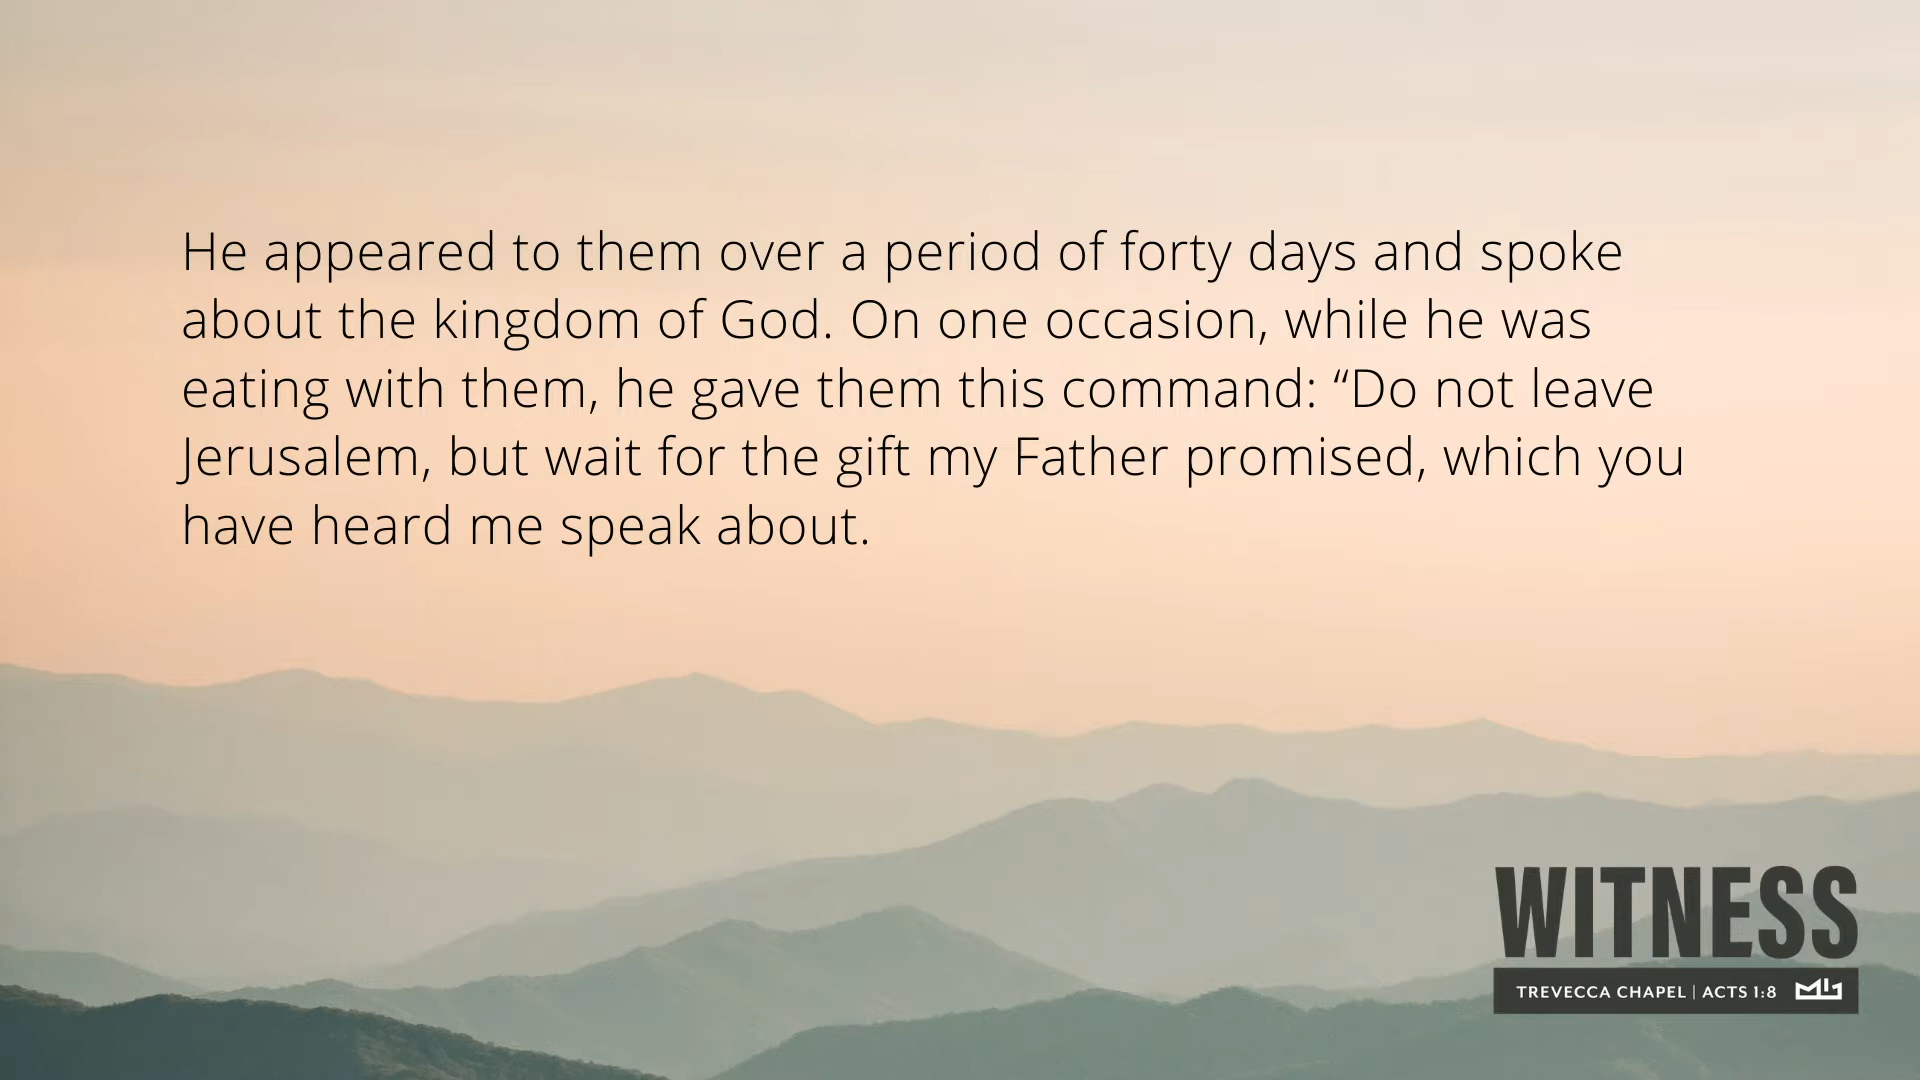 He appeared to them over a period of forty days and spoke
about the kingdom of God. On one occasion, while he was
eating with them, he gave them this command: “Do not leave
Jerusalem, but wait for the gift my Father promised, which you
have heard me speak about.
WITNESS
TREVECCA CHAPEL | ACTS 1:8